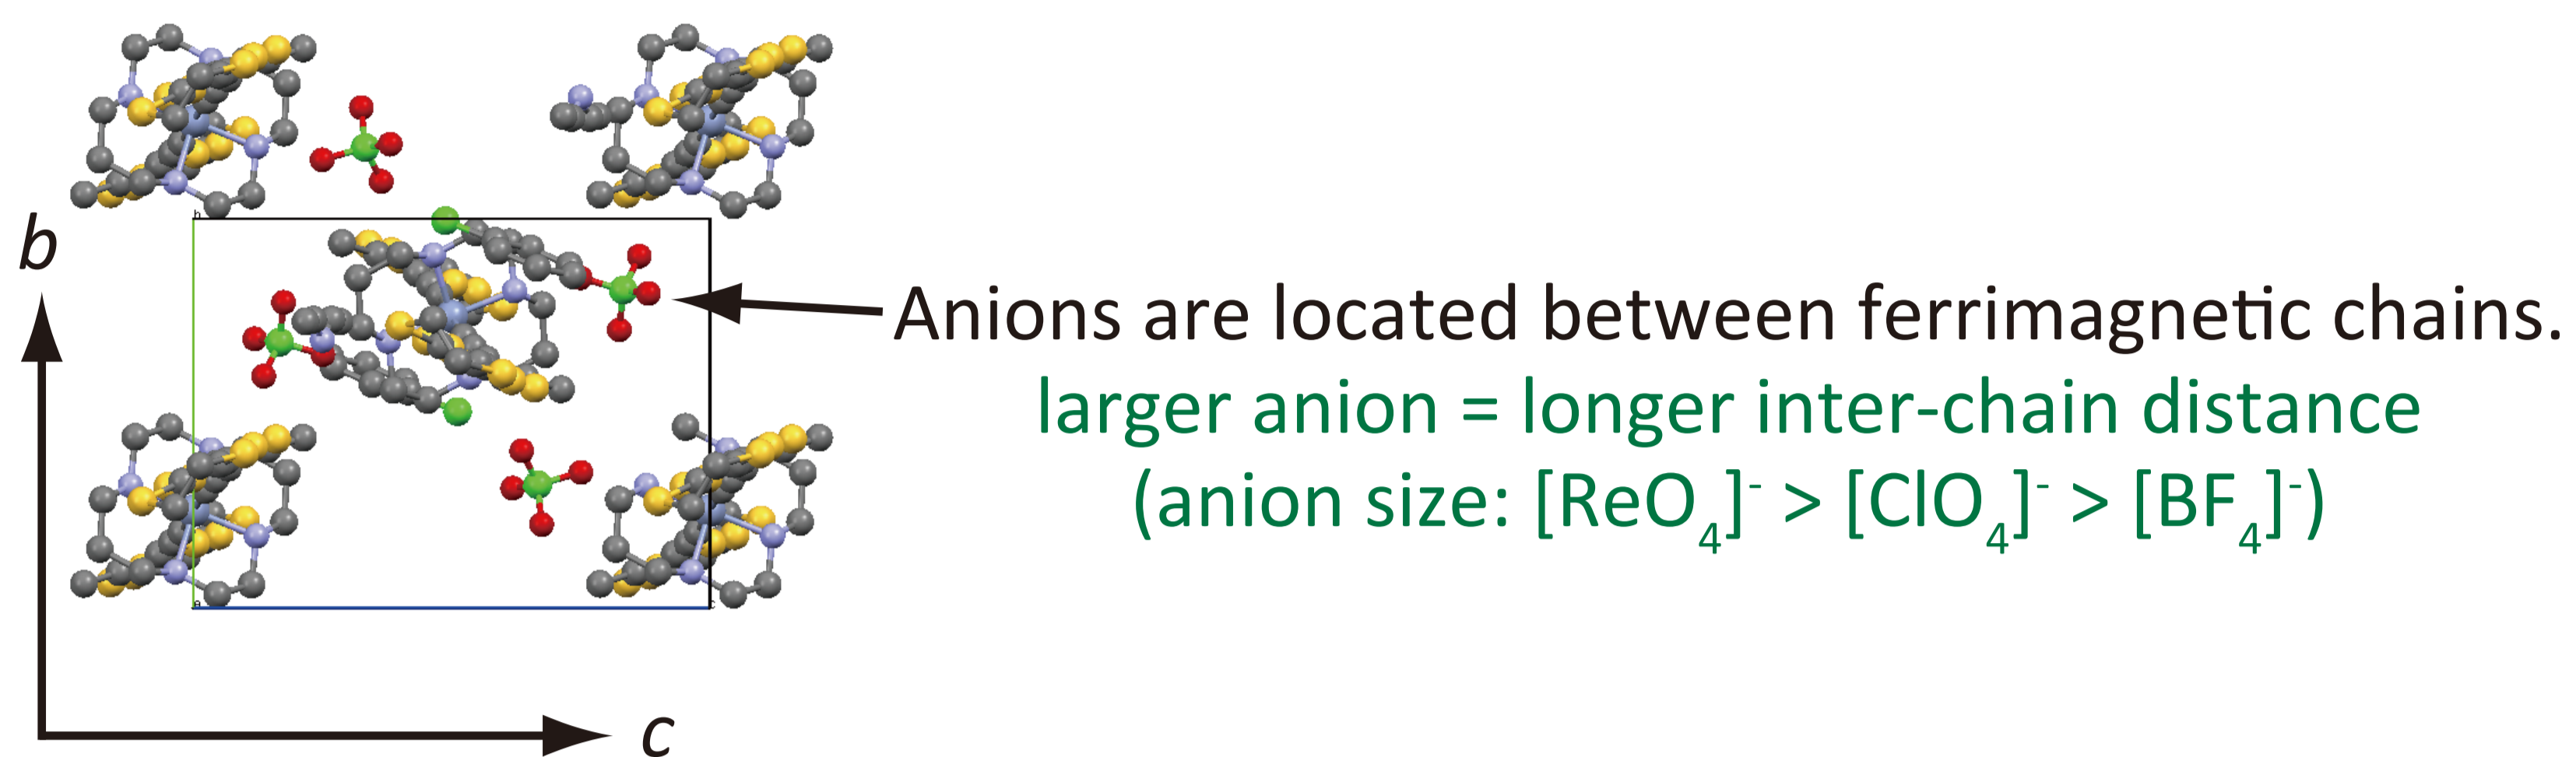 b
b
Anions are located between ferrimagnetic chains.
larger anion = longer inter-chain distance
(anion size: [ReO₄]⁻ > [ClO₄]⁻ > [BF₄]⁻)
c
c